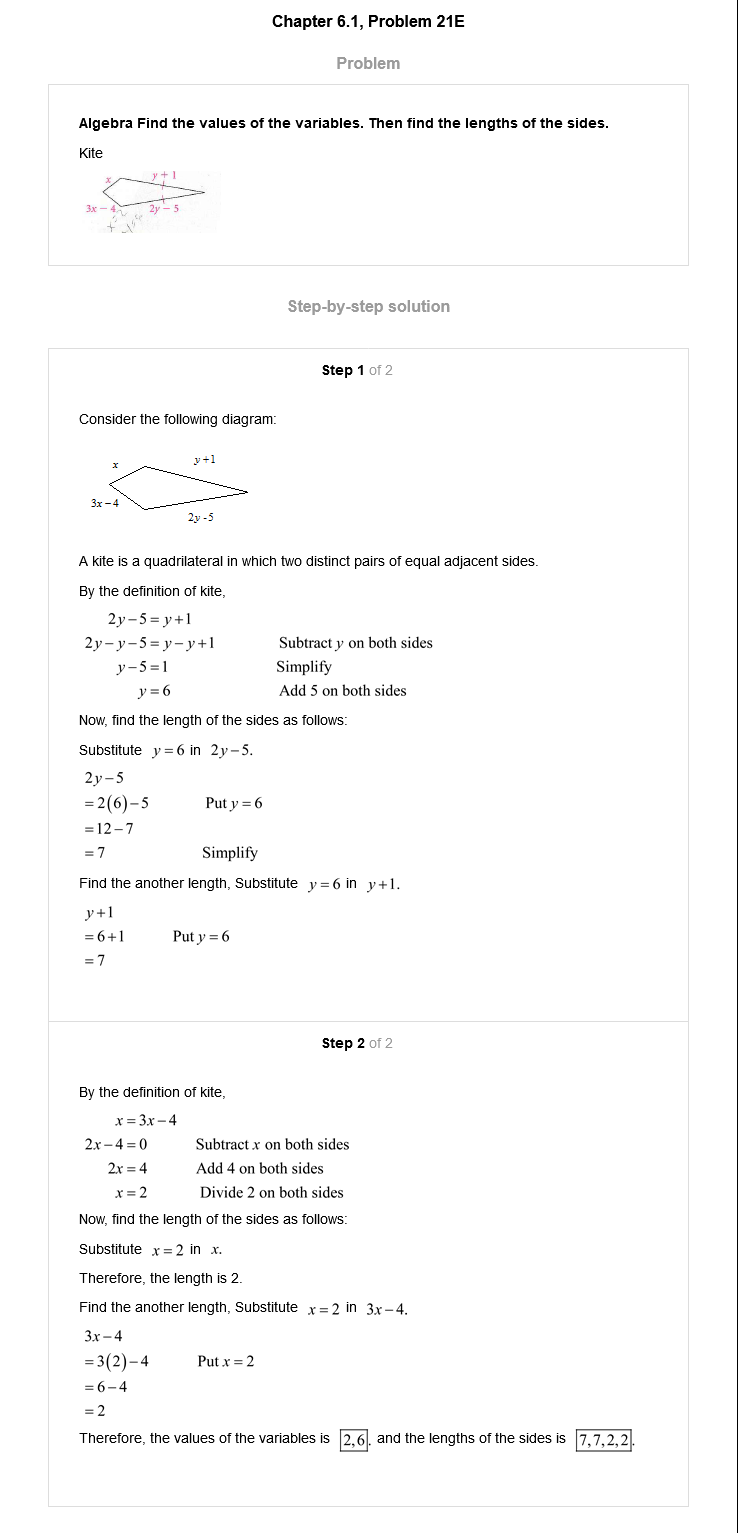 Chapter 6.1, Problem 21E
Problem
Algebra Find the values of the variables. Then find the lengths of the sides.
Kite
x
y + 1
3x – 4
2y – 5
Step-by-step solution
Step 1 of 2
Consider the following diagram:
x
y+1
3x – 4
2y -5
A kite is a quadrilateral in which two distinct pairs of equal adjacent sides.
By the definition of kite,
2y – 5 = y + 1
2y – y – 5 = y – y + 1 Subtract y on both sides
y – 5 = 1 Simplify
y = 6 Add 5 on both sides
Now, find the length of the sides as follows:
Substitute y = 6 in 2y – 5.
2y – 5
= 2(6) – 5 Put y = 6
= 12 – 7
= 7 Simplify
Find the another length, Substitute y = 6 in y + 1.
y + 1
= 6 + 1 Put y = 6
= 7
Step 2 of 2
By the definition of kite,
x = 3x – 4
2x – 4 = 0 Subtract x on both sides
2x = 4 Add 4 on both sides
x = 2 Divide 2 on both sides
Now, find the length of the sides as follows:
Substitute x = 2 in x.
Therefore, the length is 2.
Find the another length, Substitute x = 2 in 3x – 4.
3x – 4
= 3(2) – 4 Put x = 2
= 6 – 4
= 2
Therefore, the values of the variables is 2,6. and the lengths of the sides is 7,7,2,2.